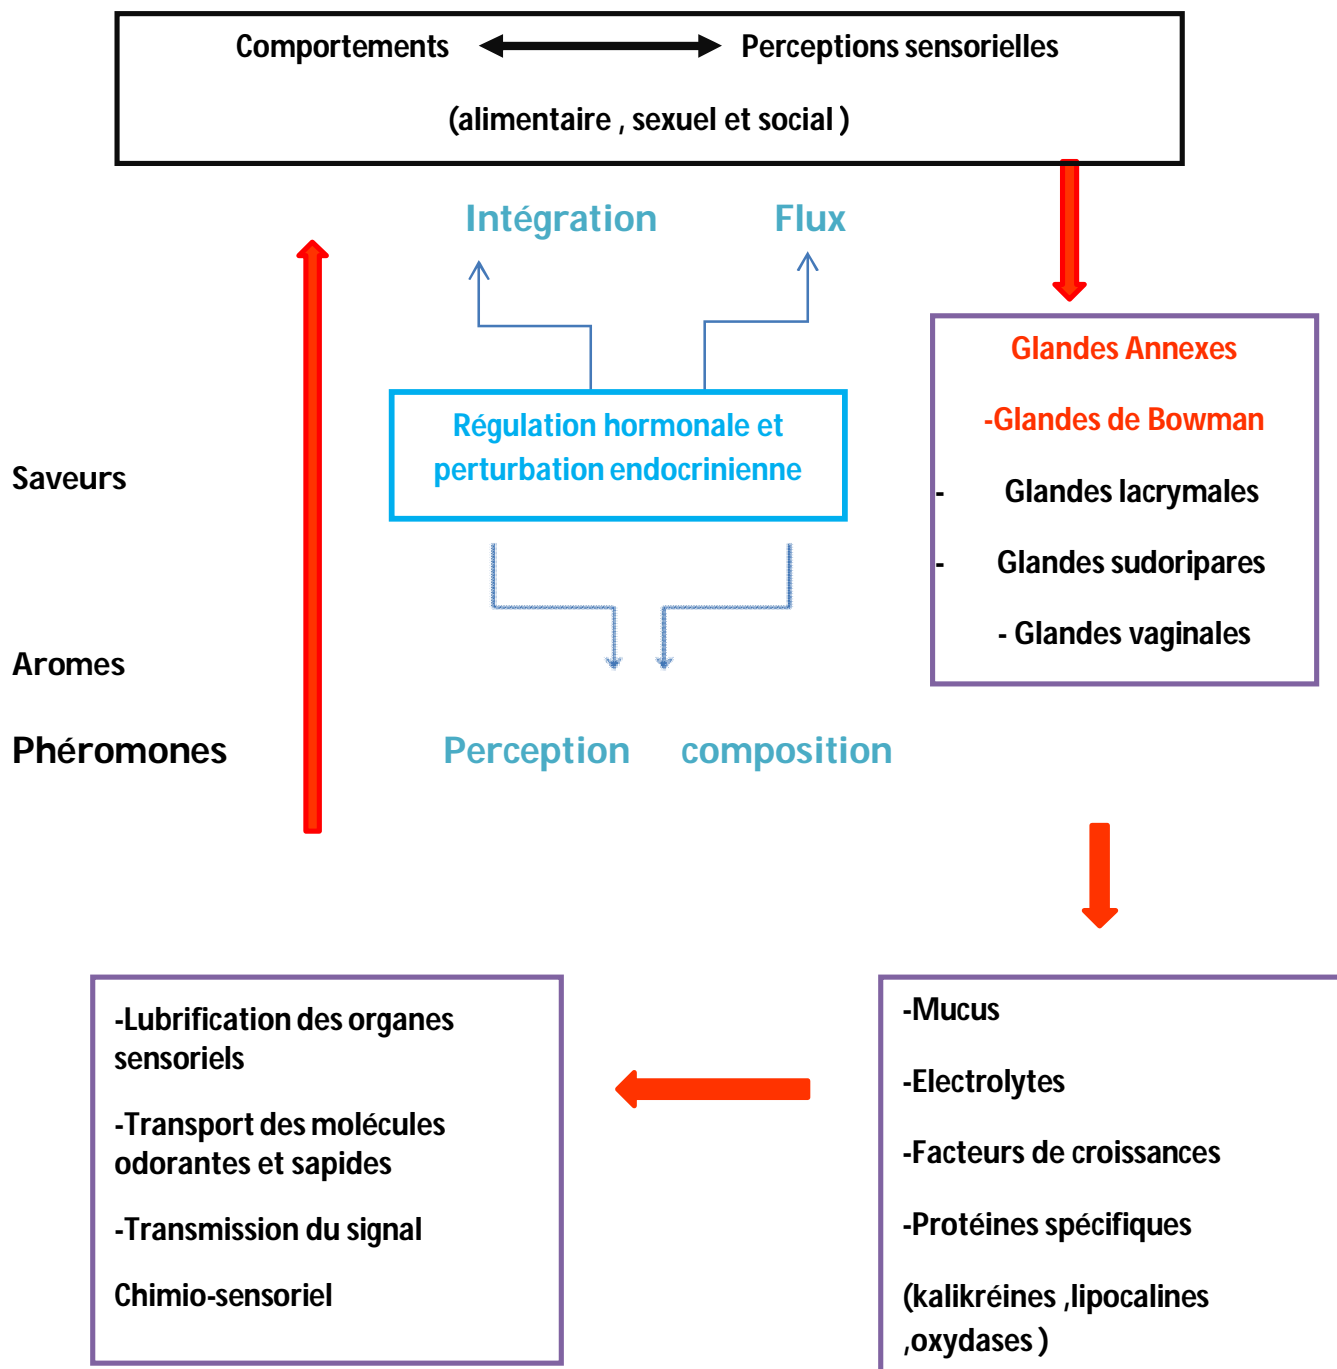 Comportements Perceptions sensorielles
(alimentaire , sexuel et social )
Intégration Flux
Glandes Annexes
-Glandes de Bowman
- Glandes lacrymales
- Glandes sudoripares
- Glandes vaginales
Régulation hormonale et
perturbation endocrinienne
Saveurs
Aromes
Phéromones
Perception composition
-Lubrification des organes
sensoriels
-Transport des molécules
odorantes et sapides
-Transmission du signal
Chimio-sensoriel
-Mucus
-Electrolytes
-Facteurs de croissances
-Protéines spécifiques
(kalikréines ,lipocalines
,oxydases )